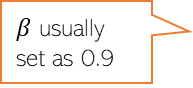 β usually
set as 0.9